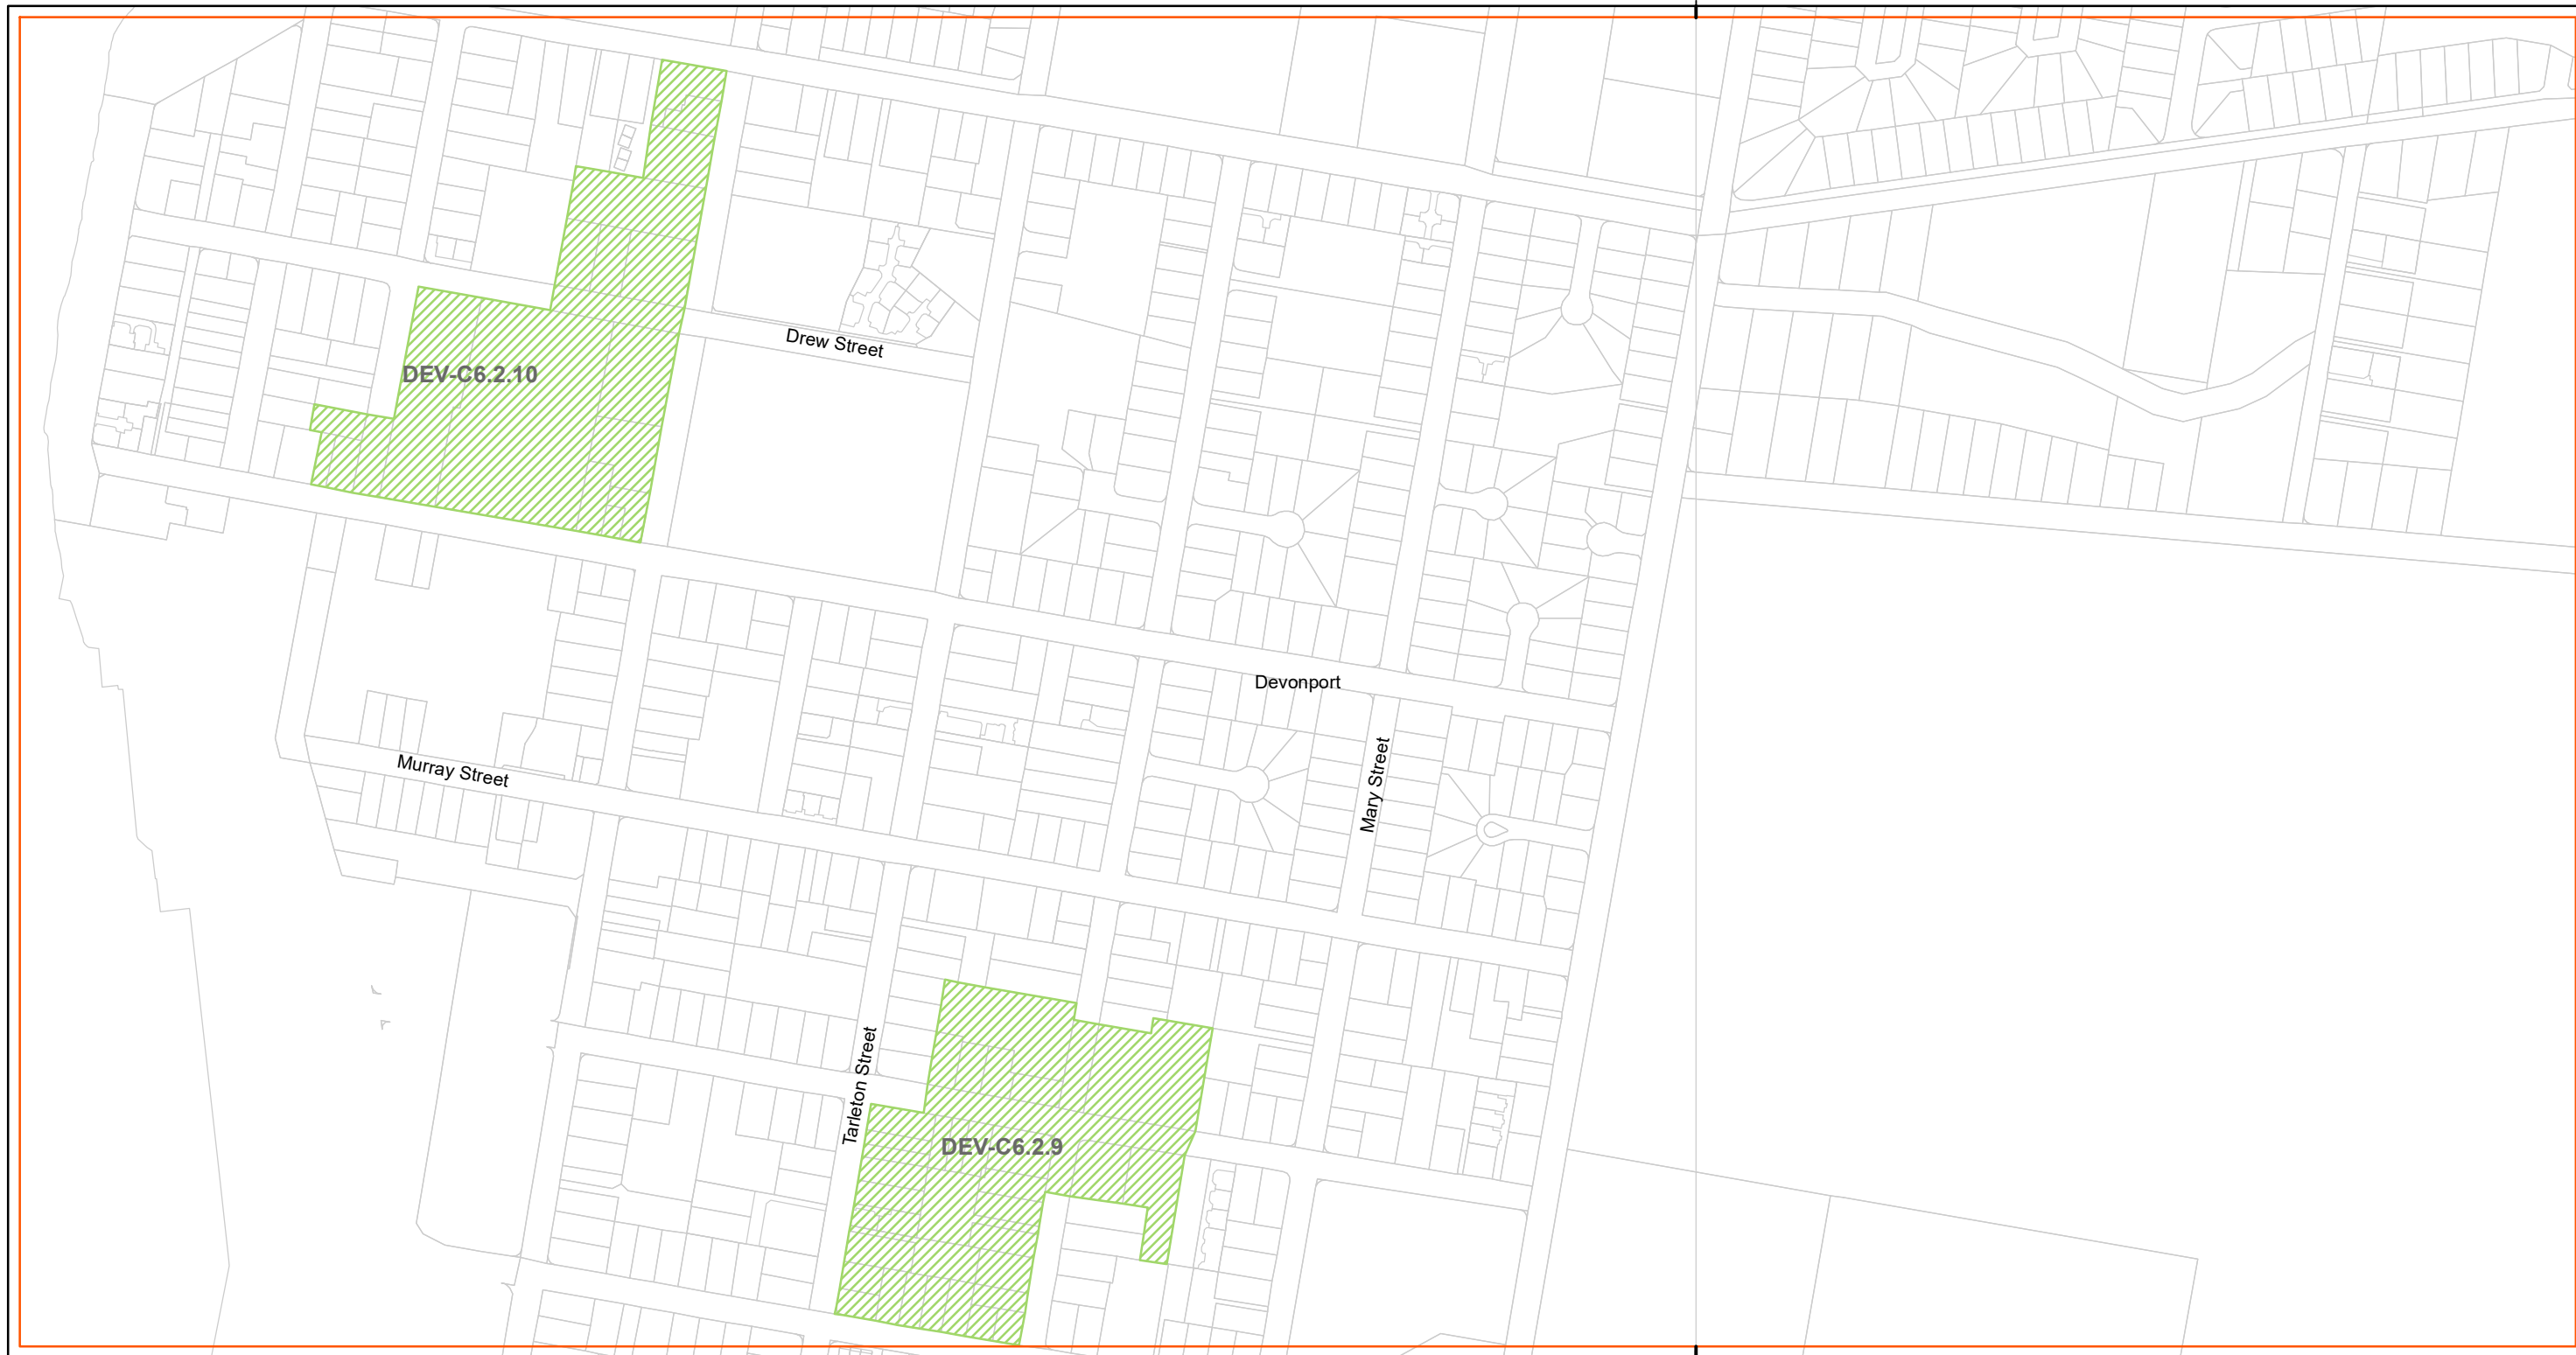 Drew Street
DEV-C6.2.10
Devonport
Mary Street
Murray Street
Tarleton Street
DEV-C6.2.9